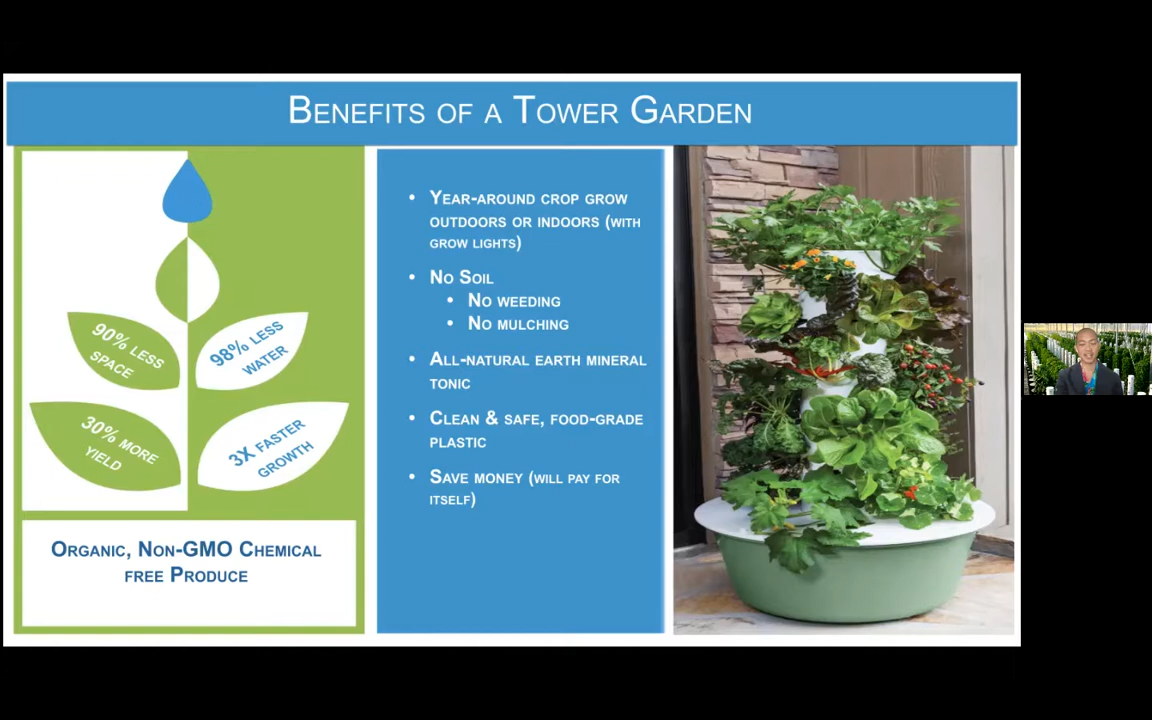 Benefits of a Tower Garden
90% less
space
98% less
water
30% more
yield
3X faster
growth
Organic, Non-GMO Chemical
free Produce
• Year-around crop grow
outdoors or indoors (with
grow lights)
• No Soil
• No weeding
• No mulching
• All-natural earth mineral
tonic
• Clean & safe, food-grade
plastic
• Save money (will pay for
itself)